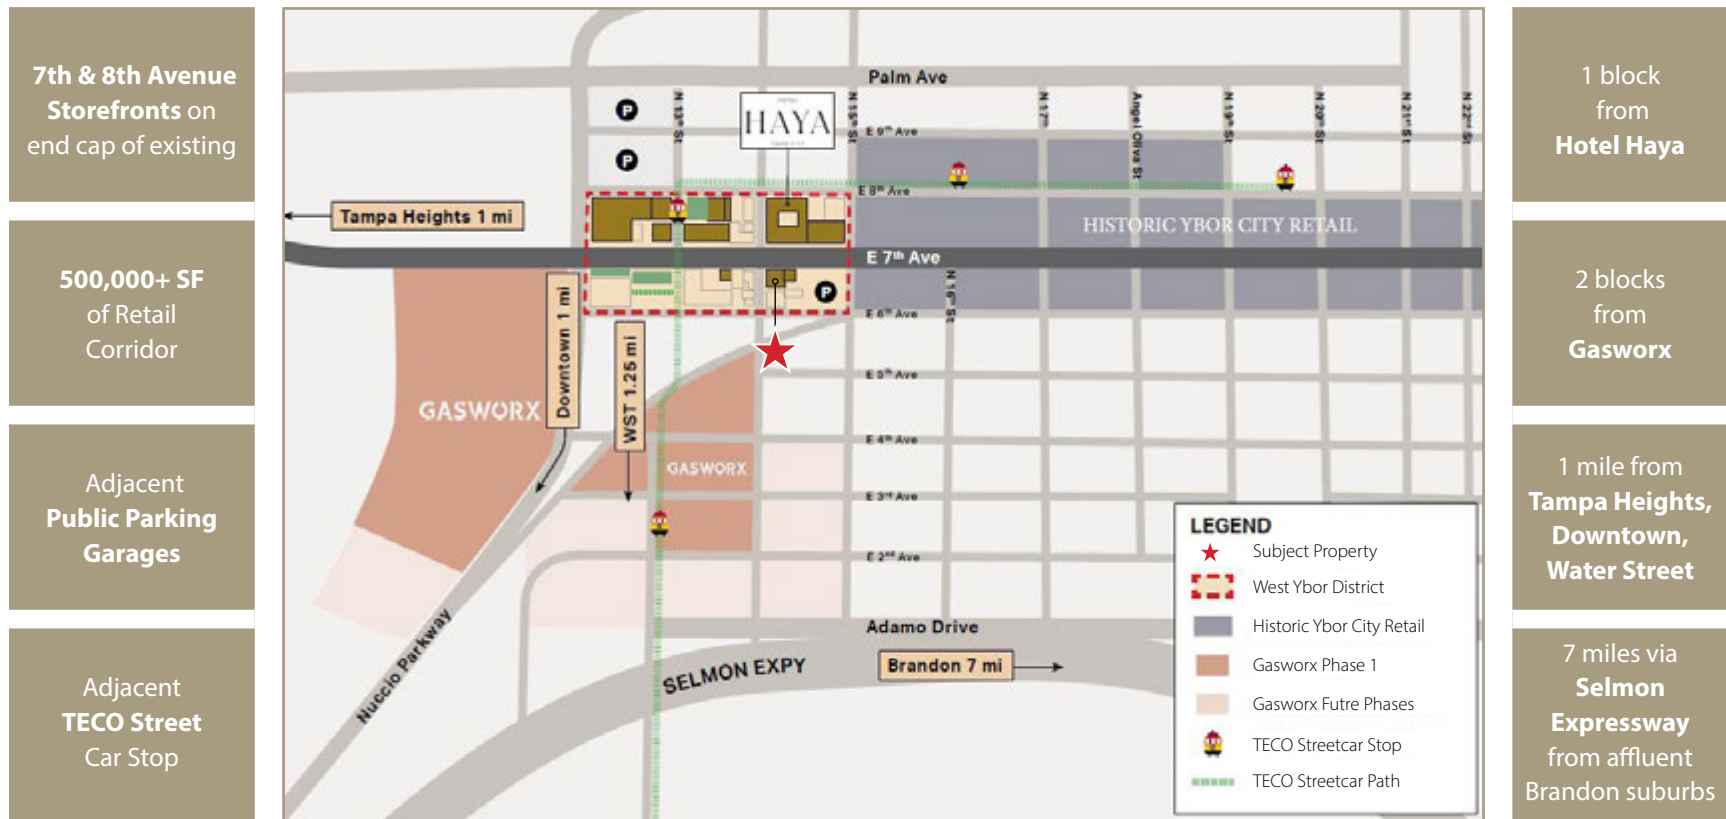 7th & 8th Avenue
Storefronts on
end cap of existing
500,000+ SF
of Retail
Corridor
Adjacent
Public Parking
Garages
Adjacent
TECO Street
Car Stop
Palm Ave
N 13th St
HAYA
N 15th St
N 17th
Angel Oliva St
N 19th St
N 20th St
N 21st St
N 22nd St
P
P
E 9th Ave
E 8th Ave
Tampa Heights 1 mi
HISTORIC YBOR CITY RETAIL
E 7th Ave
P
N 16th St
E 6th Ave
Downtown 1 mi
WST 1.25 mi
E 5th Ave
GASWORX
E 4th Ave
GASWORX
E 3rd Ave
E 2nd Ave
Nuccio Parkway
Adamo Drive
SELMON EXPY
Brandon 7 mi
LEGEND
Subject Property
West Ybor District
Historic Ybor City Retail
Gasworx Phase 1
Gasworx Futre Phases
TECO Streetcar Stop
TECO Streetcar Path
1 block
from
Hotel Haya
2 blocks
from
Gasworx
1 mile from
Tampa Heights,
Downtown,
Water Street
7 miles via
Selmon
Expressway
from affluent
Brandon suburbs